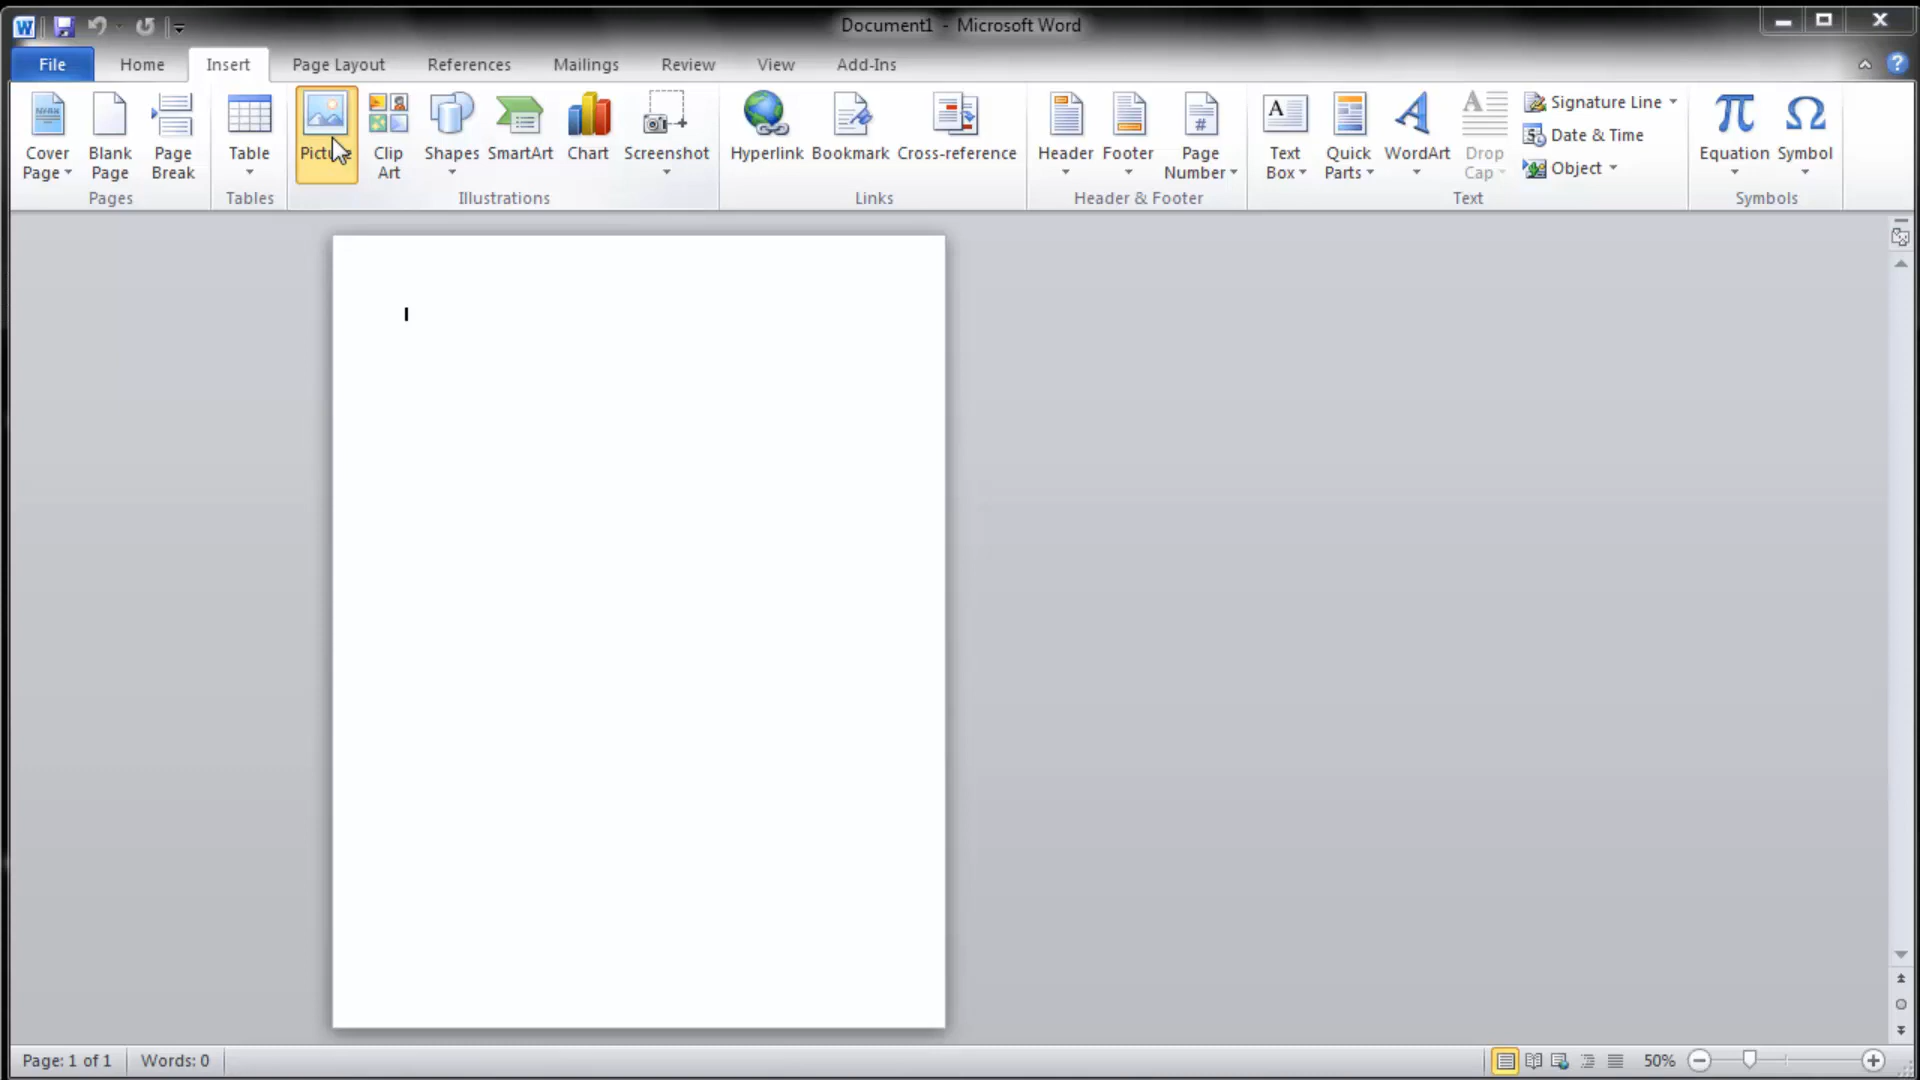 Document1 - Microsoft Word
File Home Insert Page Layout References Mailings Review View Add-Ins
Cover Page
Blank Page
Page Break
Pages
Table
Tables
Clip Art
Shapes
SmartArt
Chart
Screenshot
Illustrations
Hyperlink
Bookmark
Cross-reference
Links
Header
Footer
Page Number
Header & Footer
Text Box
Quick Parts
WordArt
Drop Cap
Signature Line
Date & Time
Object
Text
Equation
Symbol
Symbols
Page: 1 of 1 Words: 0 50%